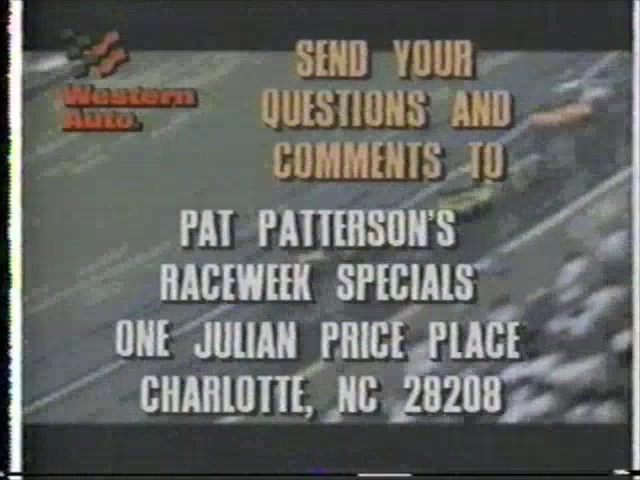 Western
Auto.
SEND YOUR
QUESTIONS AND
COMMENTS TO
PAT PATTERSON'S
RACEWEEK SPECIALS
ONE JULIAN PRICE PLACE
CHARLOTTE, NC 28208